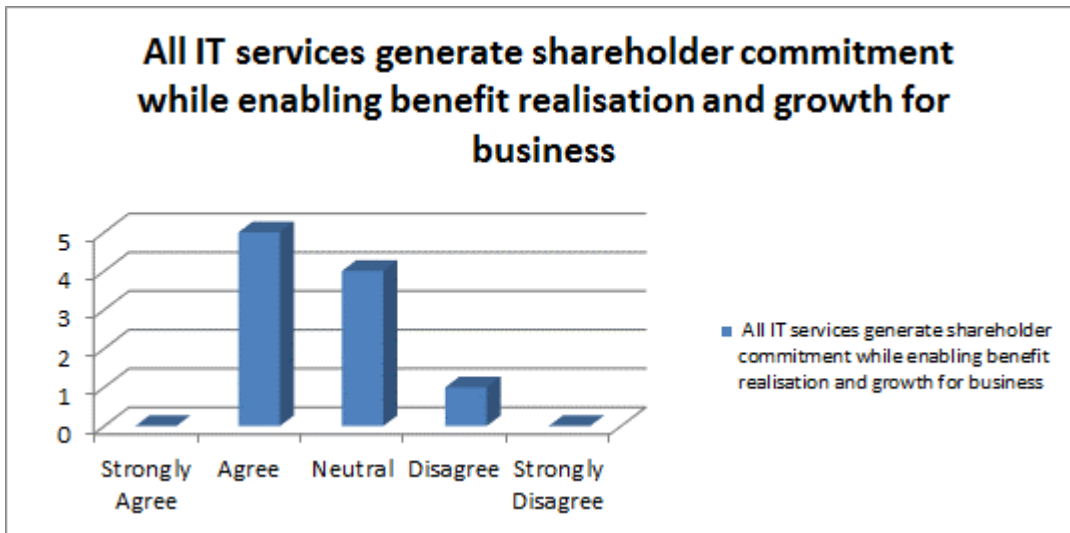 All IT services generate shareholder commitment
while enabling benefit realisation and growth for
business
5
4
3
2
1
0
Strongly Agree
Agree
Neutral
Disagree
Strongly Disagree
All IT services generate shareholder
commitment while enabling benefit
realisation and growth for business